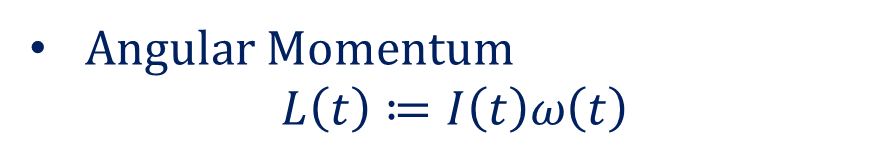 • Angular Momentum
L(t) ≔ I(t)ω(t)